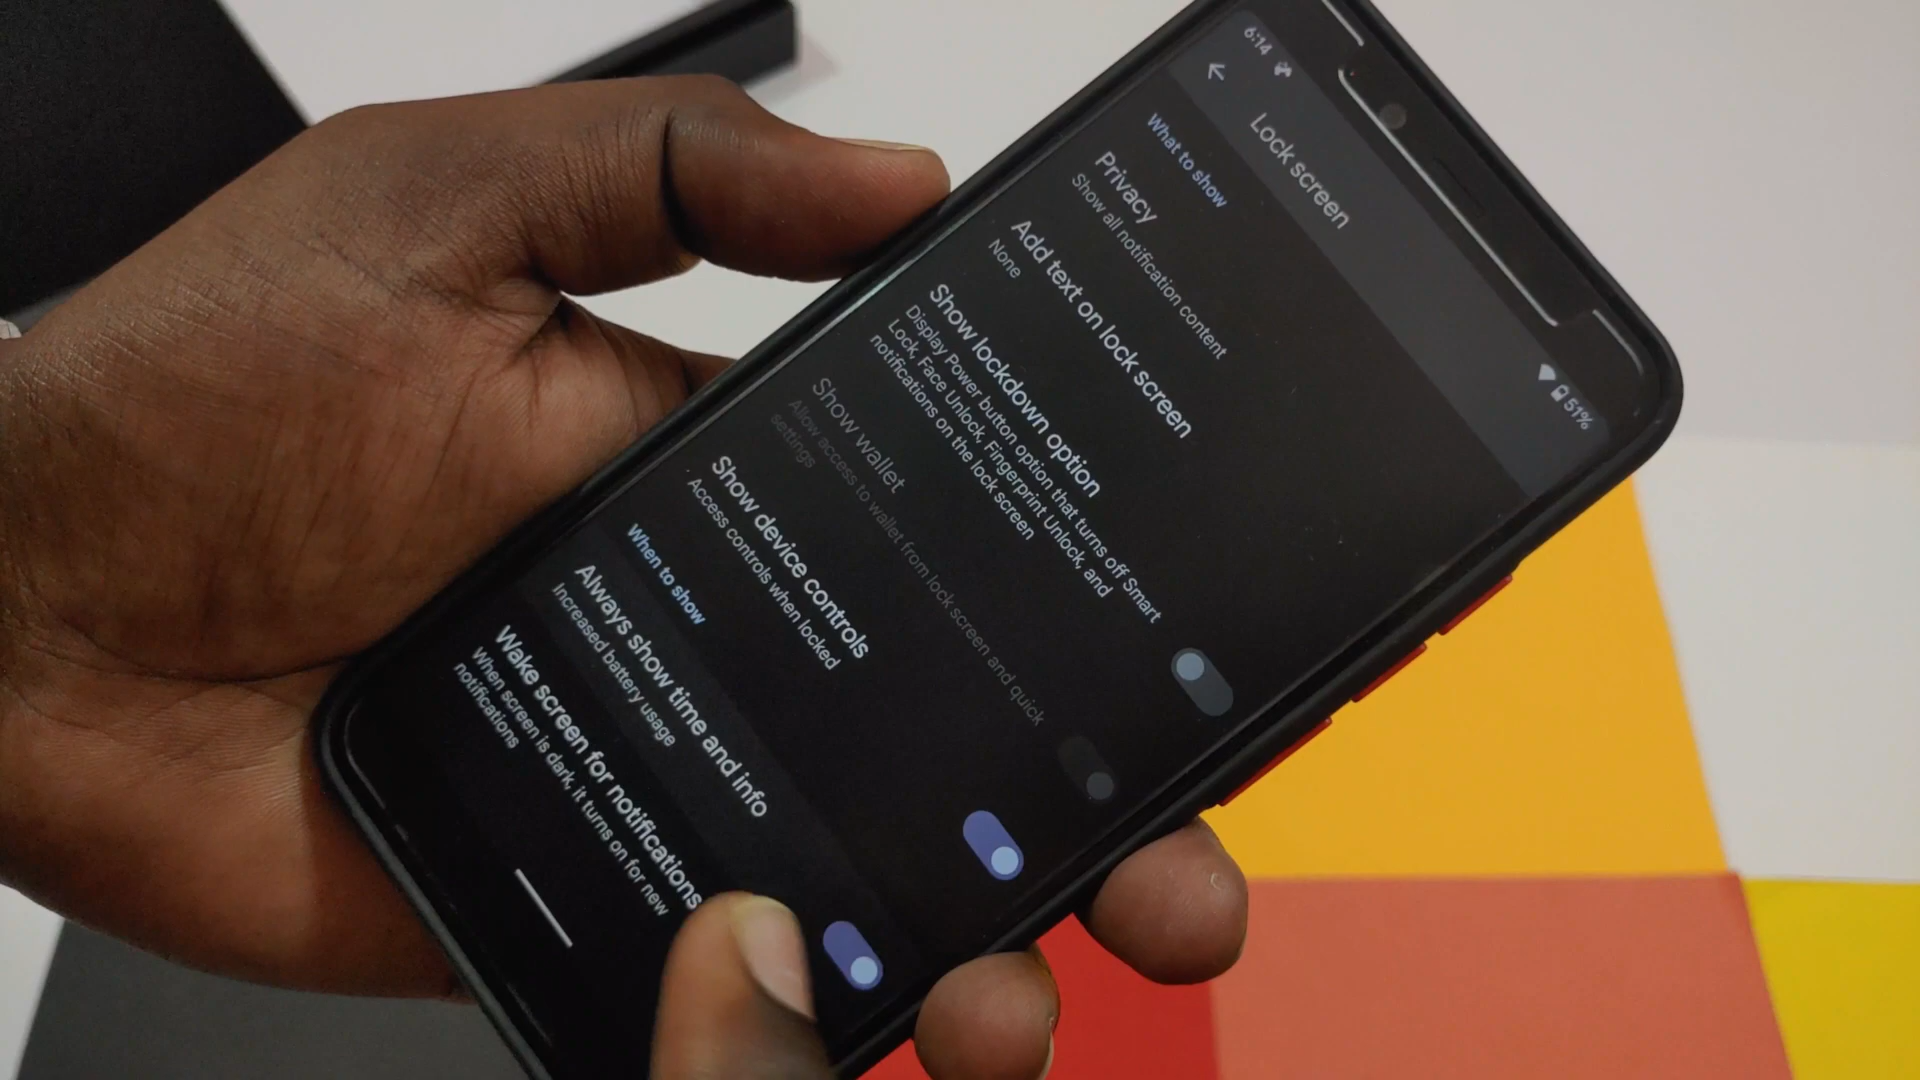 6:14
51%
Lock screen
What to show
Privacy
Show all notification content
Add text on lock screen
None
Show lockdown option
Display Power button option that turns off Smart
Lock, Face Unlock, Fingerprint Unlock, and
notifications on the lock screen
Show wallet
Allow access to wallet from lock screen and quick
settings
Show device controls
Access controls when locked
When to show
Always show time and info
Increased battery usage
Wake screen for notifications
When screen is dark, it turns on for new
notifications